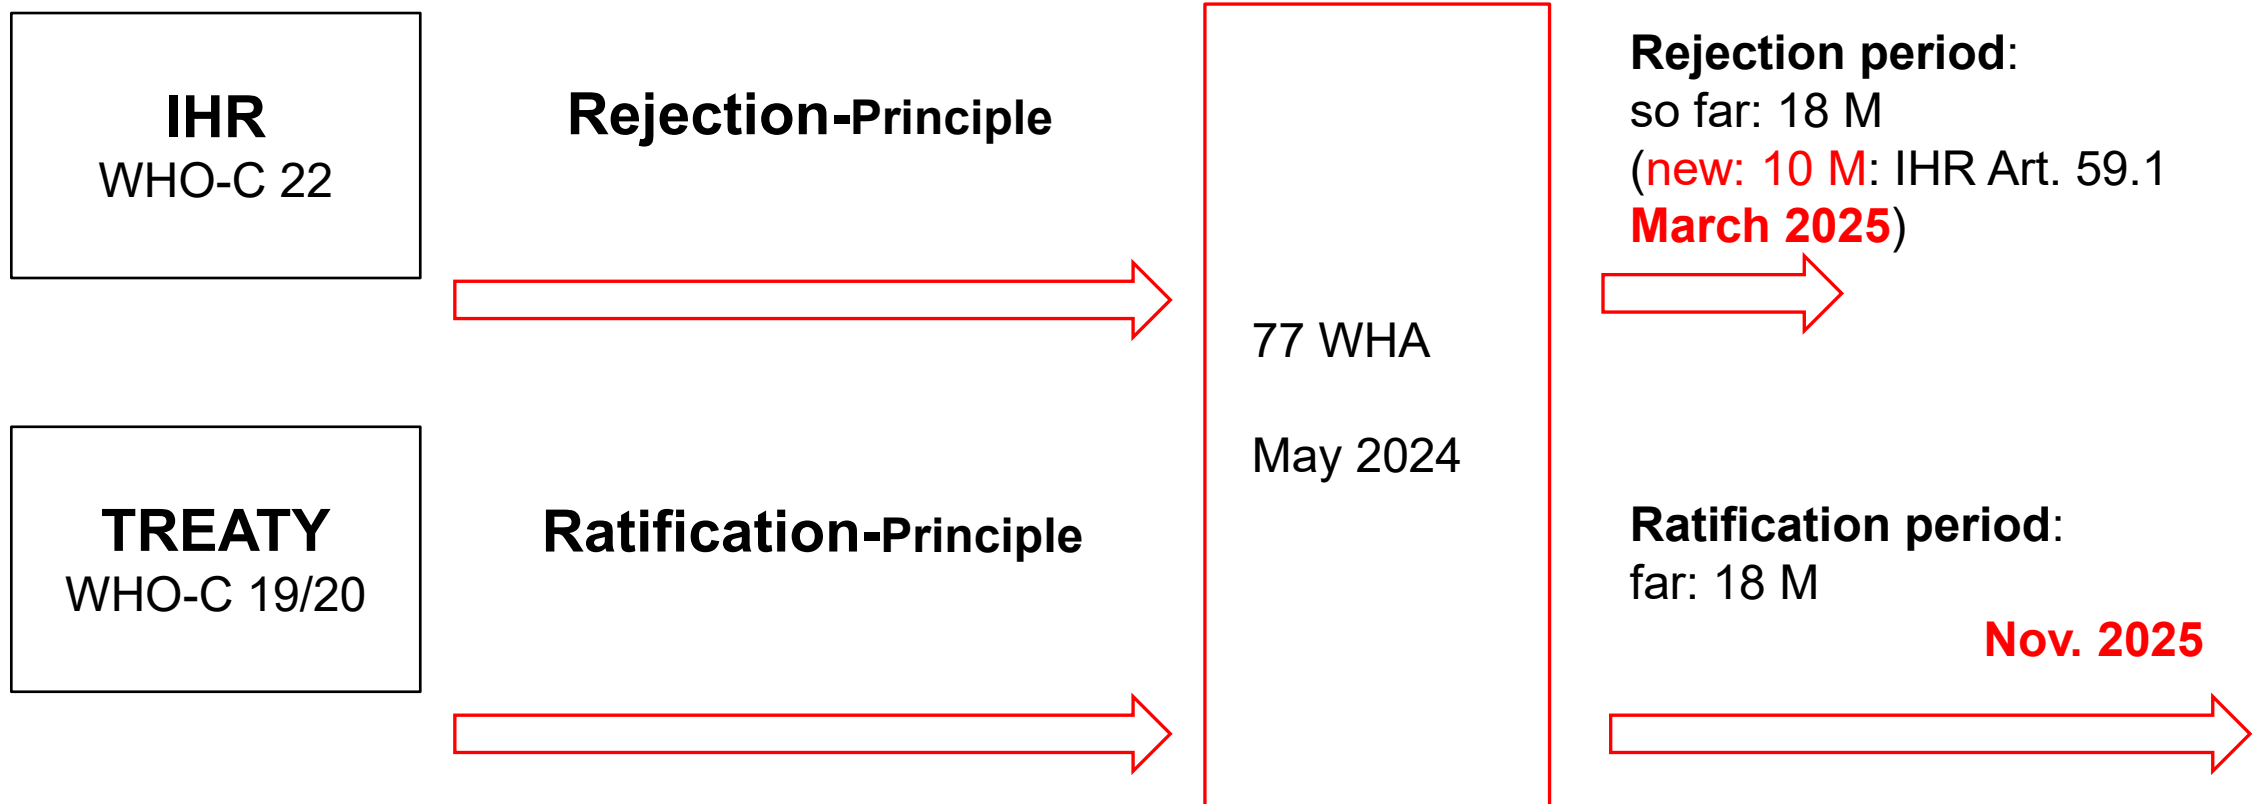 IHR
WHO-C 22
Rejection-Principle
Rejection period:
so far: 18 M
(new: 10 M: IHR Art. 59.1
March 2025)
77 WHA
May 2024
TREATY
WHO-C 19/20
Ratification-Principle
Ratification period:
far: 18 M
Nov. 2025